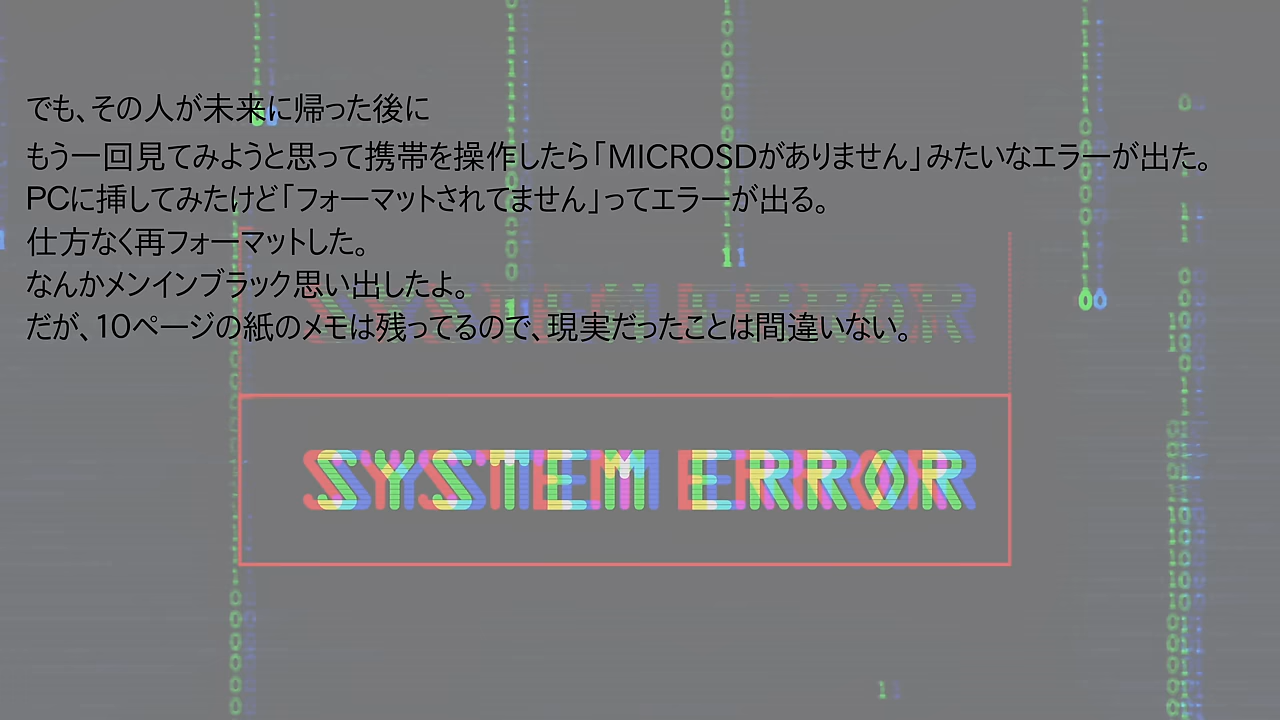 でも、その人が未来に帰った後に
もう一回見てみようと思って携帯を操作したら「MICROSDがありません」みたいなエラーが出た。
PCに挿してみたけど「フォーマットされてません」ってエラーが出る。
仕方なく再フォーマットした。
なんかメンインブラック思い出したよ。
だが、10ページの紙のメモは残ってるので、現実だったことは間違いない。
SYSTEM ERROR
SYSTEM ERROR